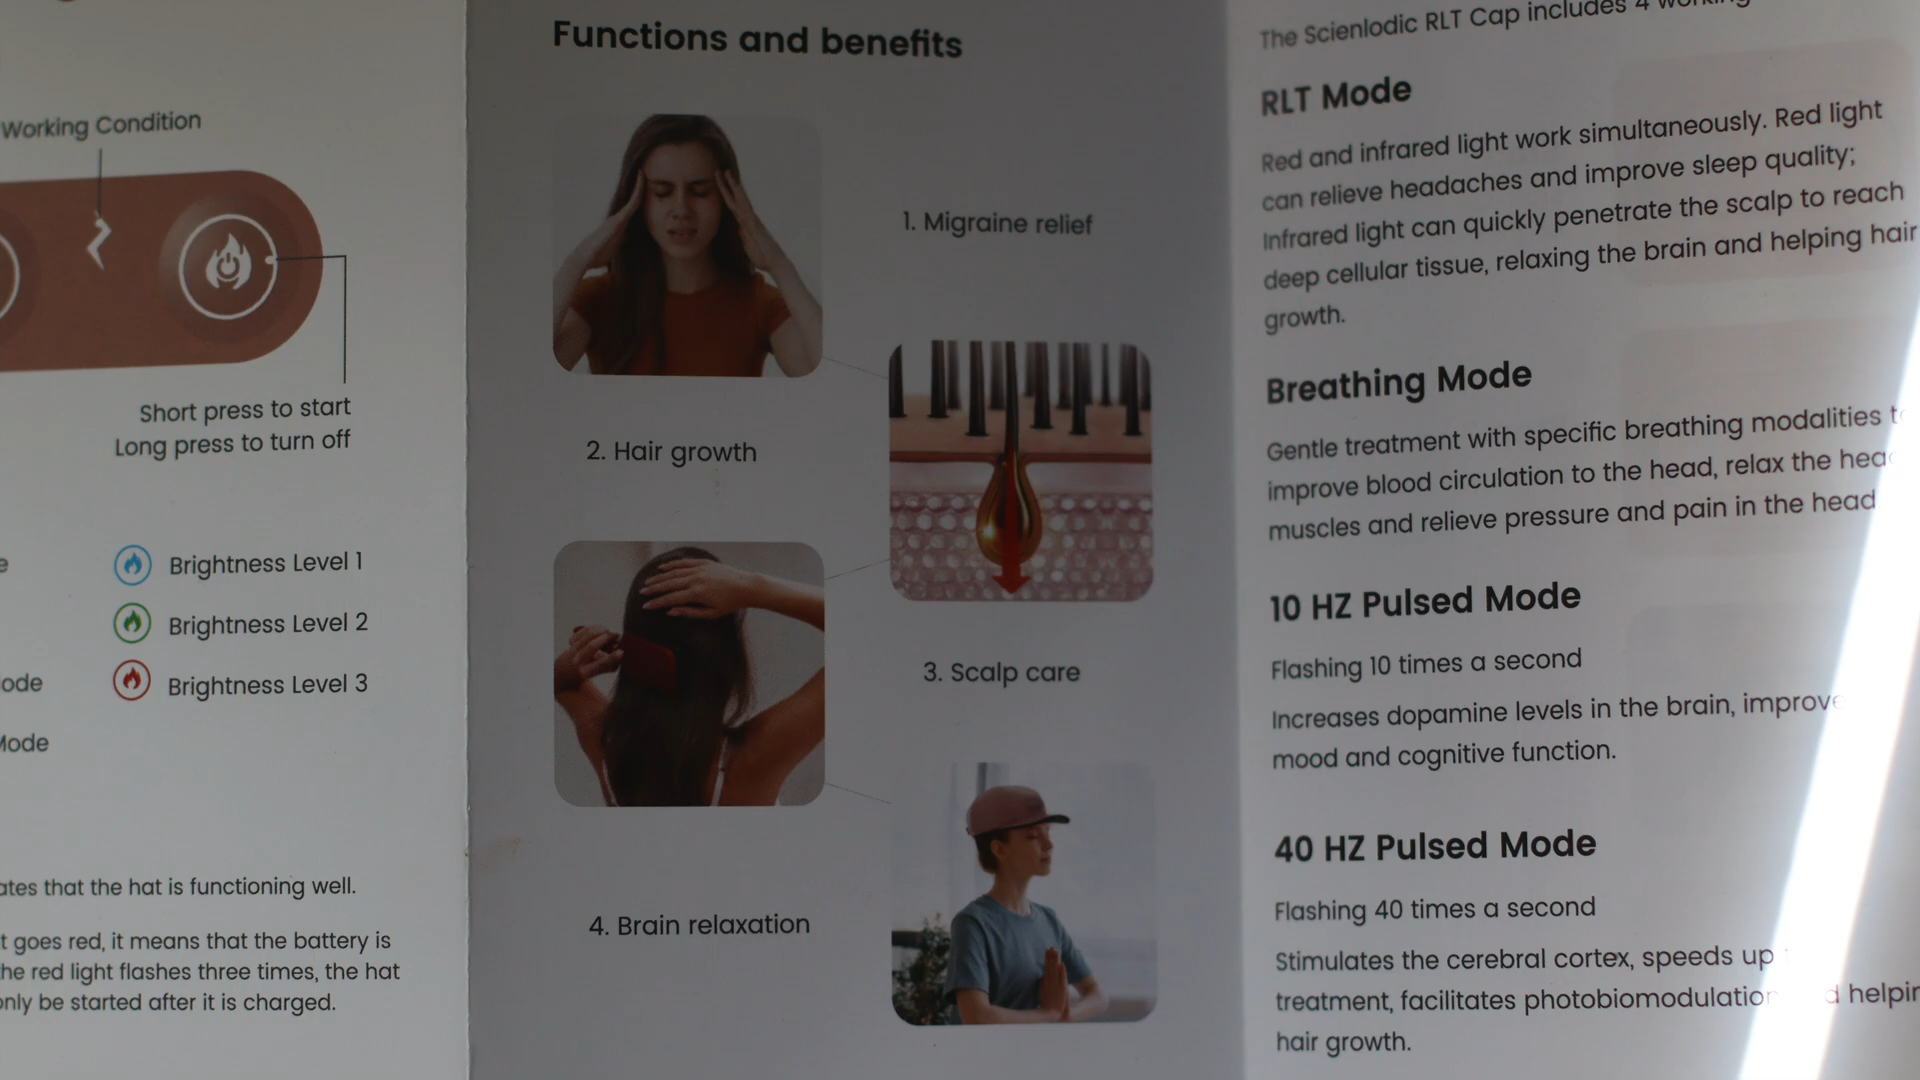 Working Condition
Short press to start
Long press to turn off
Brightness Level 1
Brightness Level 2
Brightness Level 3
ode
Mode
ates that the hat is functioning well.
t goes red, it means that the battery is
he red light flashes three times, the hat
only be started after it is charged.
Functions and benefits
1. Migraine relief
2. Hair growth
3. Scalp care
4. Brain relaxation
The Scienlodic RLT Cap includes 4 working
RLT Mode
Red and infrared light work simultaneously. Red light
can relieve headaches and improve sleep quality;
Infrared light can quickly penetrate the scalp to reach
deep cellular tissue, relaxing the brain and helping hair
growth.
Breathing Mode
Gentle treatment with specific breathing modalities to
improve blood circulation to the head, relax the head
muscles and relieve pressure and pain in the head
10 HZ Pulsed Mode
Flashing 10 times a second
Increases dopamine levels in the brain, improve
mood and cognitive function.
40 HZ Pulsed Mode
Flashing 40 times a second
Stimulates the cerebral cortex, speeds up
treatment, facilitates photobiomodulation helpin
hair growth.